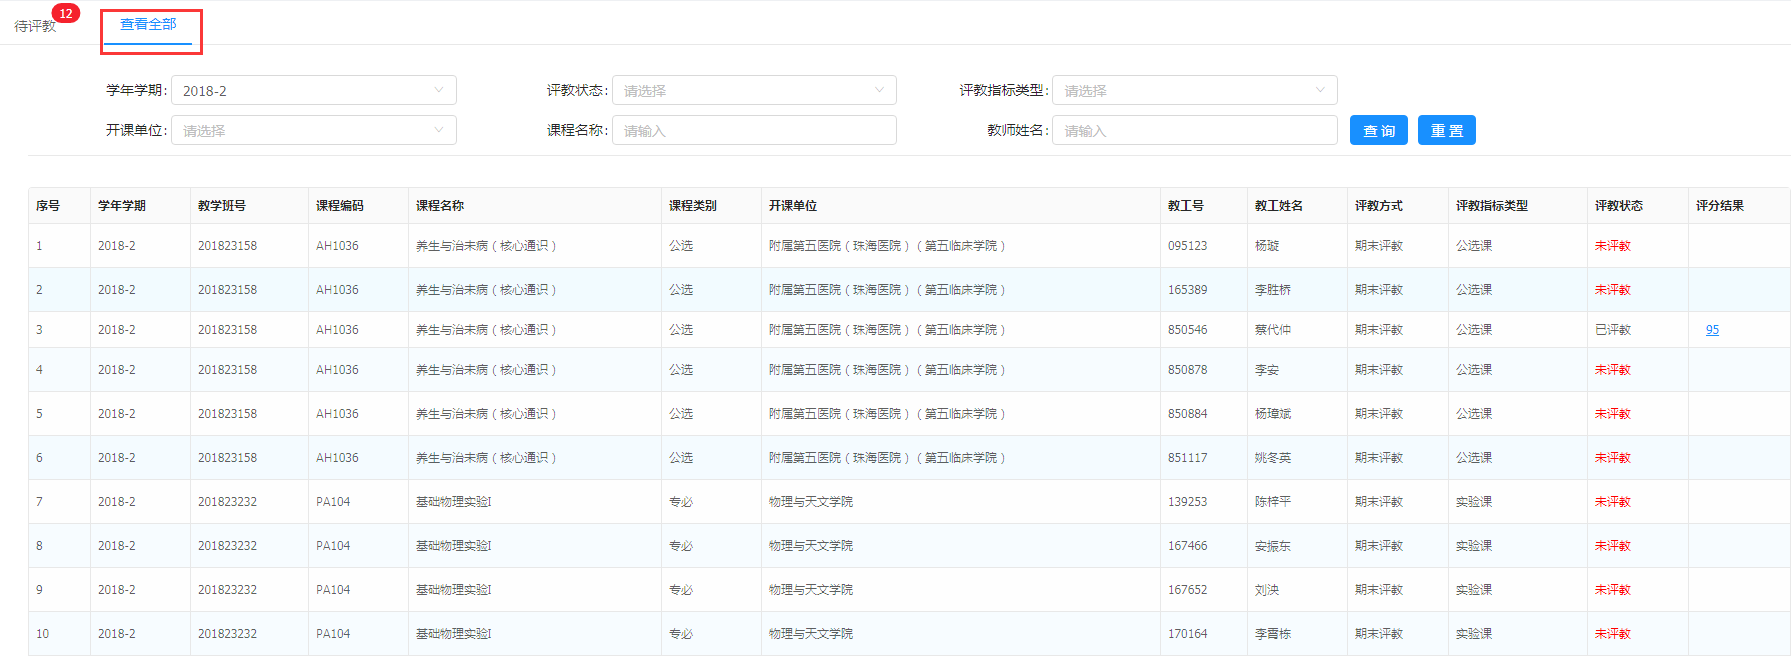 待评教 12 查看全部
学年学期: 2018-2 评教状态: 请选择 评教指标类型: 请选择
开课单位: 请选择 课程名称: 请输入 教师姓名: 请输入 查 询 重 置
序号 学年学期 教学班号 课程编码 课程名称 课程类别 开课单位 教工号 教工姓名 评教方式 评教指标类型 评教状态 评分结果
1 2018-2 201823158 AH1036 养生与治未病（核心通识） 公选 附属第五医院（珠海医院）（第五临床学院） 095123 杨璇 期末评教 公选课 未评教
2 2018-2 201823158 AH1036 养生与治未病（核心通识） 公选 附属第五医院（珠海医院）（第五临床学院） 165389 李胜桥 期末评教 公选课 未评教
3 2018-2 201823158 AH1036 养生与治未病（核心通识） 公选 附属第五医院（珠海医院）（第五临床学院） 850546 蔡代仲 期末评教 公选课 已评教 95
4 2018-2 201823158 AH1036 养生与治未病（核心通识） 公选 附属第五医院（珠海医院）（第五临床学院） 850878 李安 期末评教 公选课 未评教
5 2018-2 201823158 AH1036 养生与治未病（核心通识） 公选 附属第五医院（珠海医院）（第五临床学院） 850884 杨璋斌 期末评教 公选课 未评教
6 2018-2 201823158 AH1036 养生与治未病（核心通识） 公选 附属第五医院（珠海医院）（第五临床学院） 851117 姚冬英 期末评教 公选课 未评教
7 2018-2 201823232 PA104 基础物理实验I 专必 物理与天文学院 139253 陈梓平 期末评教 实验课 未评教
8 2018-2 201823232 PA104 基础物理实验I 专必 物理与天文学院 167466 安振东 期末评教 实验课 未评教
9 2018-2 201823232 PA104 基础物理实验I 专必 物理与天文学院 167652 刘泱 期末评教 实验课 未评教
10 2018-2 201823232 PA104 基础物理实验I 专必 物理与天文学院 170164 李霄栋 期末评教 实验课 未评教